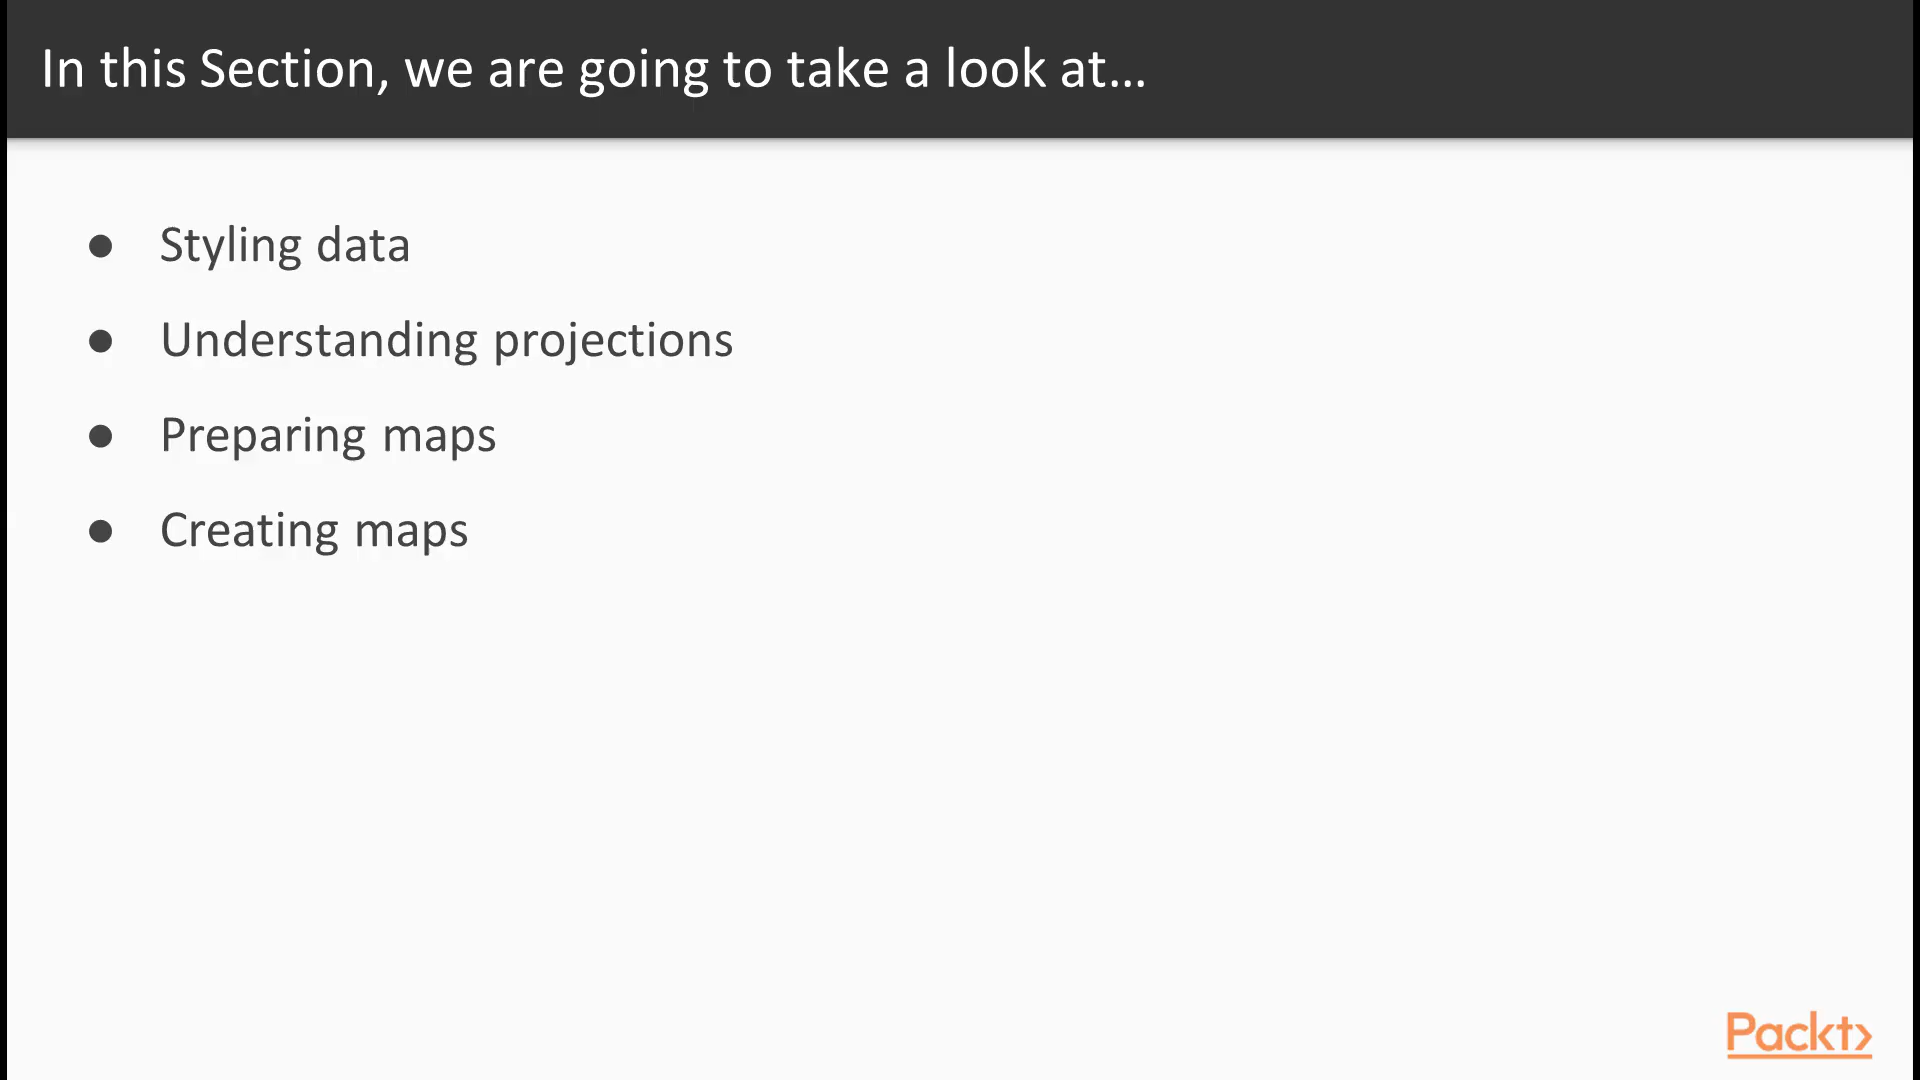 In this Section, we are going to take a look at...
● Styling data
● Understanding projections
● Preparing maps
● Creating maps
Packt>